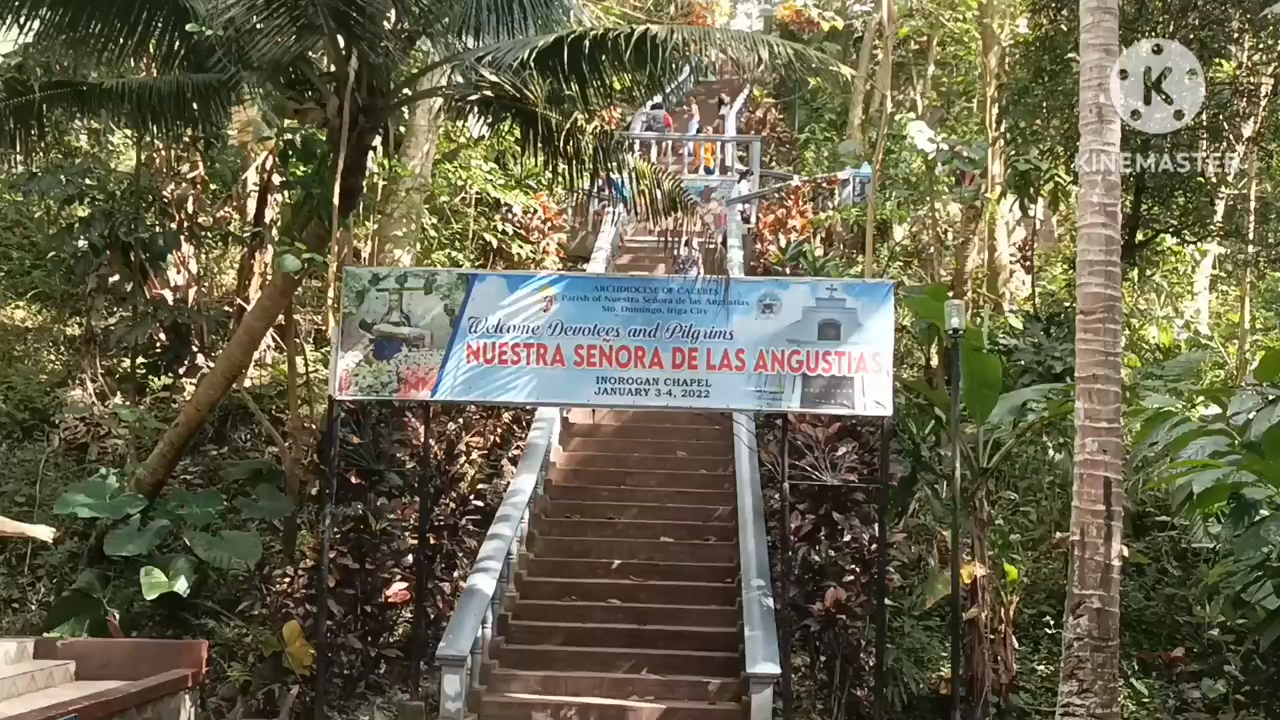 K
KINEMASTER
ARCHDIOCESE OF CACERES
Parish of Nuestra Señora de las Angustias
Sto. Domingo, Iriga City
Welcome Devotees and Pilgrims
NUESTRA SEÑORA DE LAS ANGUSTIAS
INOROGAN CHAPEL
JANUARY 3-4, 2022